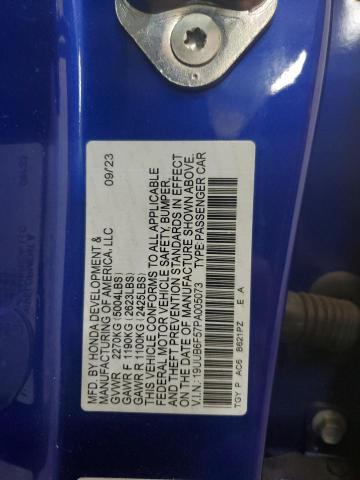 MFD. BY HONDA DEVELOPMENT & 09/23
MANUFACTURING OF AMERICA, LLC
GVWR 2270KG (5004LBS)
GAWR F 1190KG (2623LBS)
GAWR R 1100KG (2425LBS)
THIS VEHICLE CONFORMS TO ALL APPLICABLE
FEDERAL MOTOR VEHICLE SAFETY, BUMPER,
AND THEFT PREVENTION STANDARDS IN EFFECT
ON THE DATE OF MANUFACTURE SHOWN ABOVE.
V.I.N.: 19UUB6F57PA005073 TYPE:PASSENGER CAR
TGY P AC6 B621PZ E A